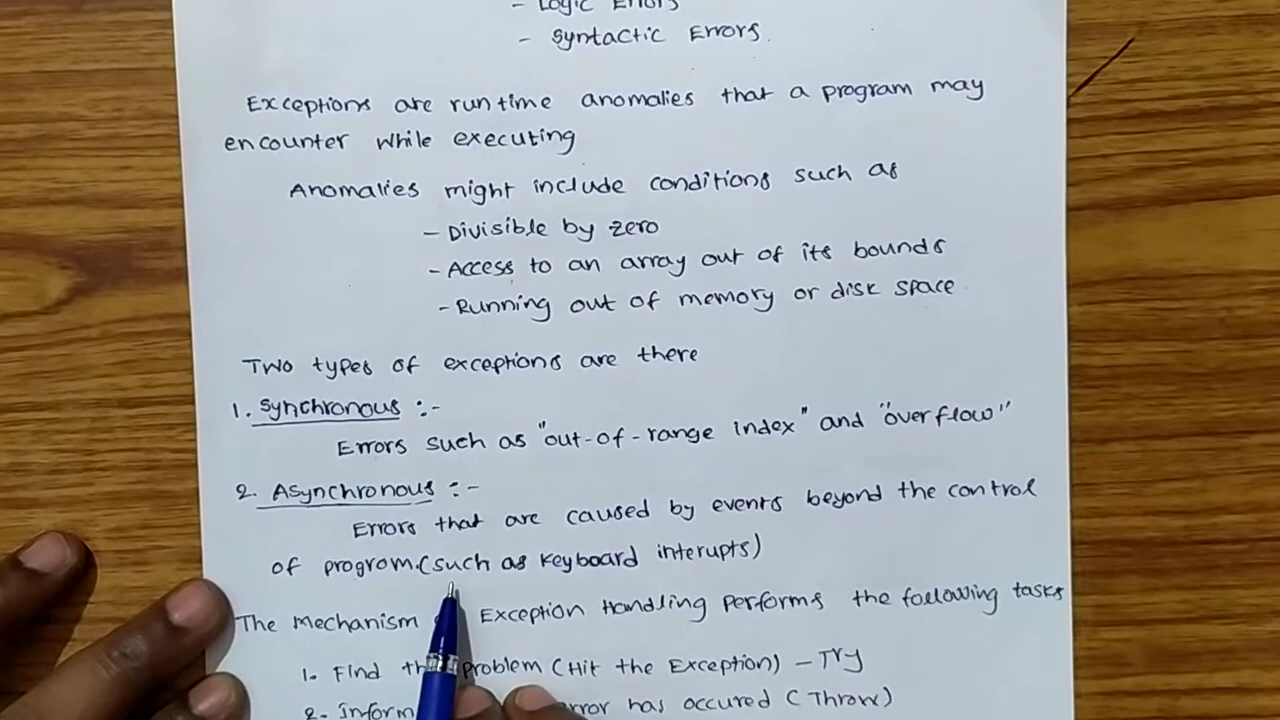 - Logic Errors
- Syntactic Errors.
Exceptions are runtime anomalies that a program may
encounter while executing
Anomalies might include conditions such as
- Divisible by zero
- Access to an array out of its bounds
- Running out of memory or disk space
Two types of exceptions are there
1. Synchronous :-
Errors such as "out-of-range index" and "overflow"
2. Asynchronous :-
Errors that are caused by events beyond the control
of program.(such as keyboard interupts)
The Mechanism Exception Handling performs the following tasks
1. Find the problem (Hit the Exception) - Try
2. Inform error has occured (Throw)